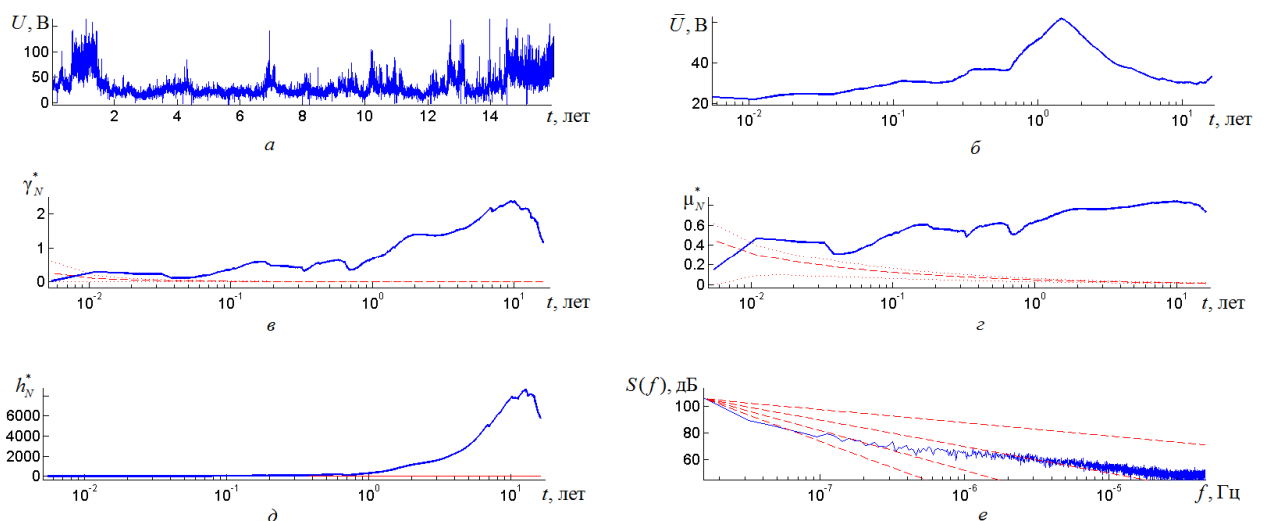 U, В
100
50
0
2 4 6 8 10 12 14 t, лет
а
Ū, В
40
20
10⁻² 10⁻¹ 10⁰ 10¹ t, лет
б
γ*_N
2
1
0
10⁻² 10⁻¹ 10⁰ 10¹ t, лет
в
μ*_N
0.6
0.4
0.2
0
10⁻² 10⁻¹ 10⁰ 10¹ t, лет
г
h*_N
6000
4000
2000
0
10⁻² 10⁻¹ 10⁰ 10¹ t, лет
д
S(f), дБ
100
80
60
10⁻⁷ 10⁻⁶ 10⁻⁵ f, Гц
е